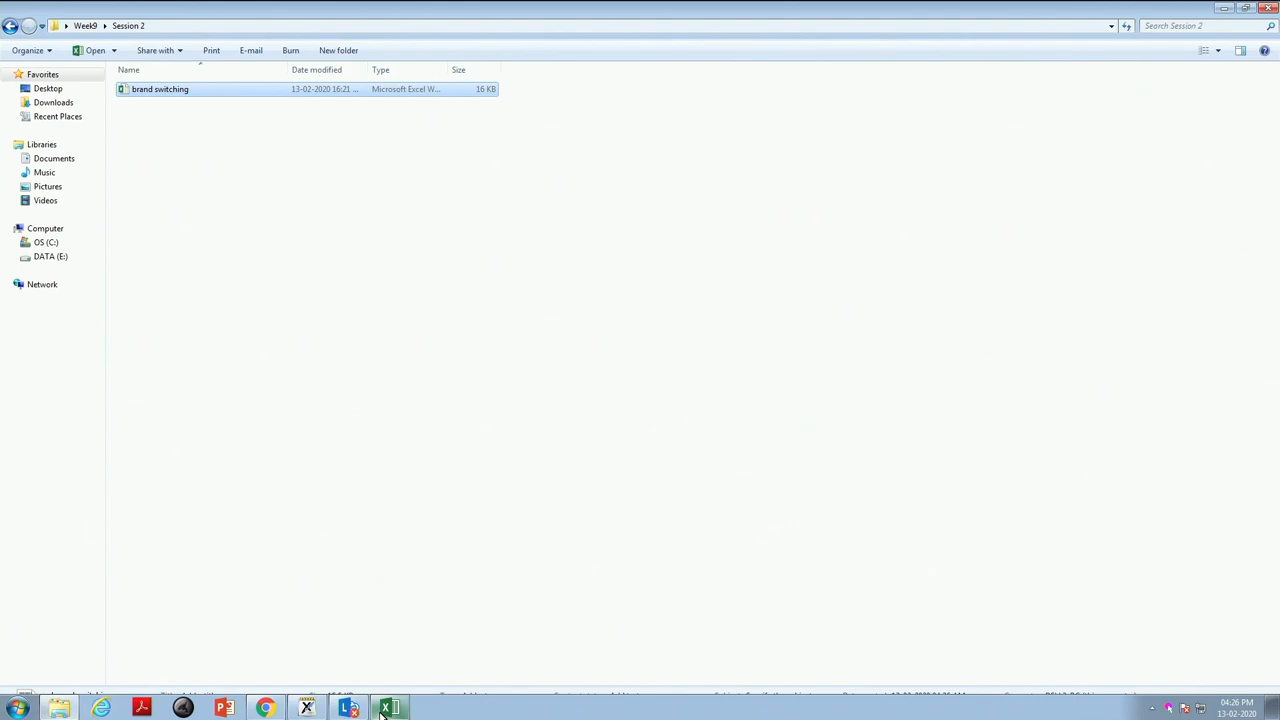 Week9 Session 2
Search Session 2
Organize Open Share with Print E-mail Burn New folder
Name Date modified Type Size
Favorites
brand switching 13-02-2020 16:21 ... Microsoft Excel W... 16 KB
Desktop
Downloads
Recent Places
Libraries
Documents
Music
Pictures
Videos
Computer
OS (C:)
DATA (E:)
Network
04:26 PM
13-02-2020